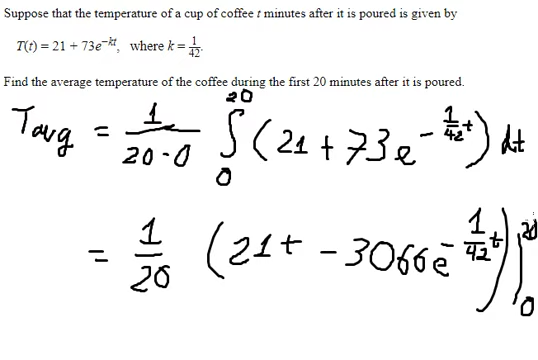 Suppose that the temperature of a cup of coffee t minutes after it is poured is given by
T(t) = 21 + 73e^{-kt}, where k = 1/42.
Find the average temperature of the coffee during the first 20 minutes after it is poured.
Tavg = 1/(20-0) ∫_0^20 (21 + 73e^{-1/42 t}) dt
= 1/20 (21t - 3066e^{-1/42 t})|_0^20